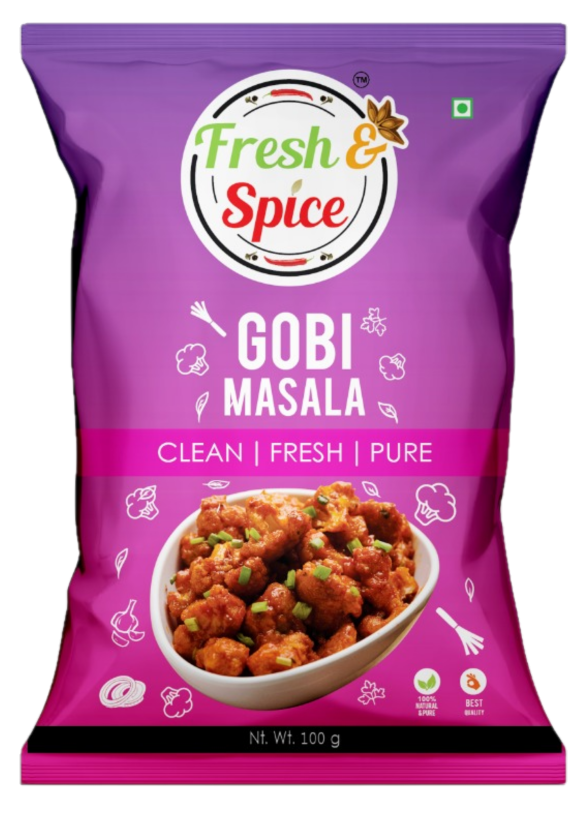 TM
Fresh &
Spice
GOBI
MASALA
CLEAN | FRESH | PURE
100%
NATURAL
& PURE
BEST
QUALITY
Nt. Wt. 100 g